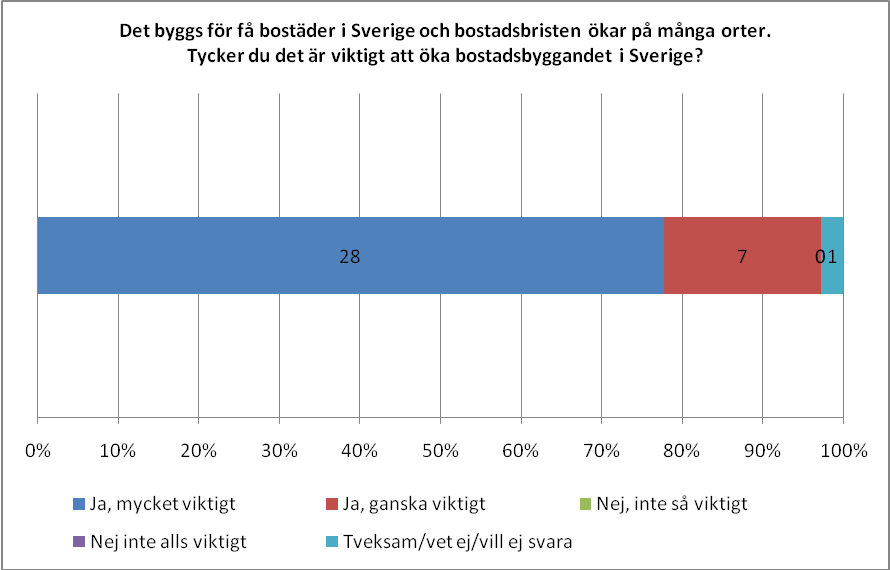 Det byggs för få bostäder i Sverige och bostadsbristen ökar på många orter.
Tycker du det är viktigt att öka bostadsbyggandet i Sverige?
28 7 01
0% 10% 20% 30% 40% 50% 60% 70% 80% 90% 100%
Ja, mycket viktigt Ja, ganska viktigt Nej, inte så viktigt
Nej inte alls viktigt Tveksam/vet ej/vill ej svara